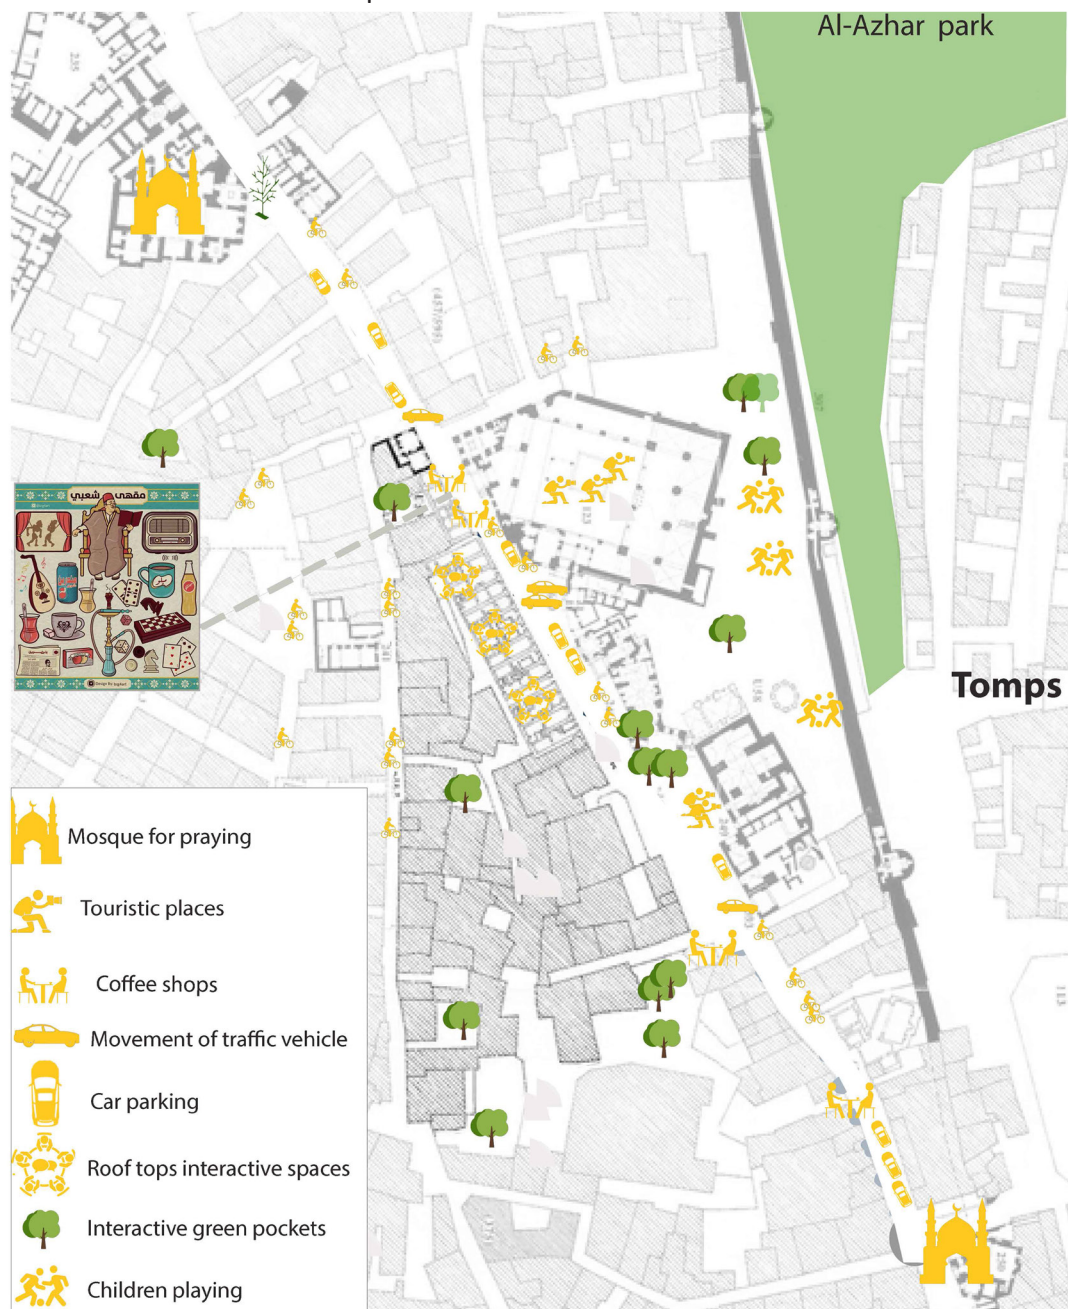 Al-Azhar park
مقهى شعبي
Tomps
Mosque for praying
Touristic places
Coffee shops
Movement of traffic vehicle
Car parking
Roof tops interactive spaces
Interactive green pockets
Children playing